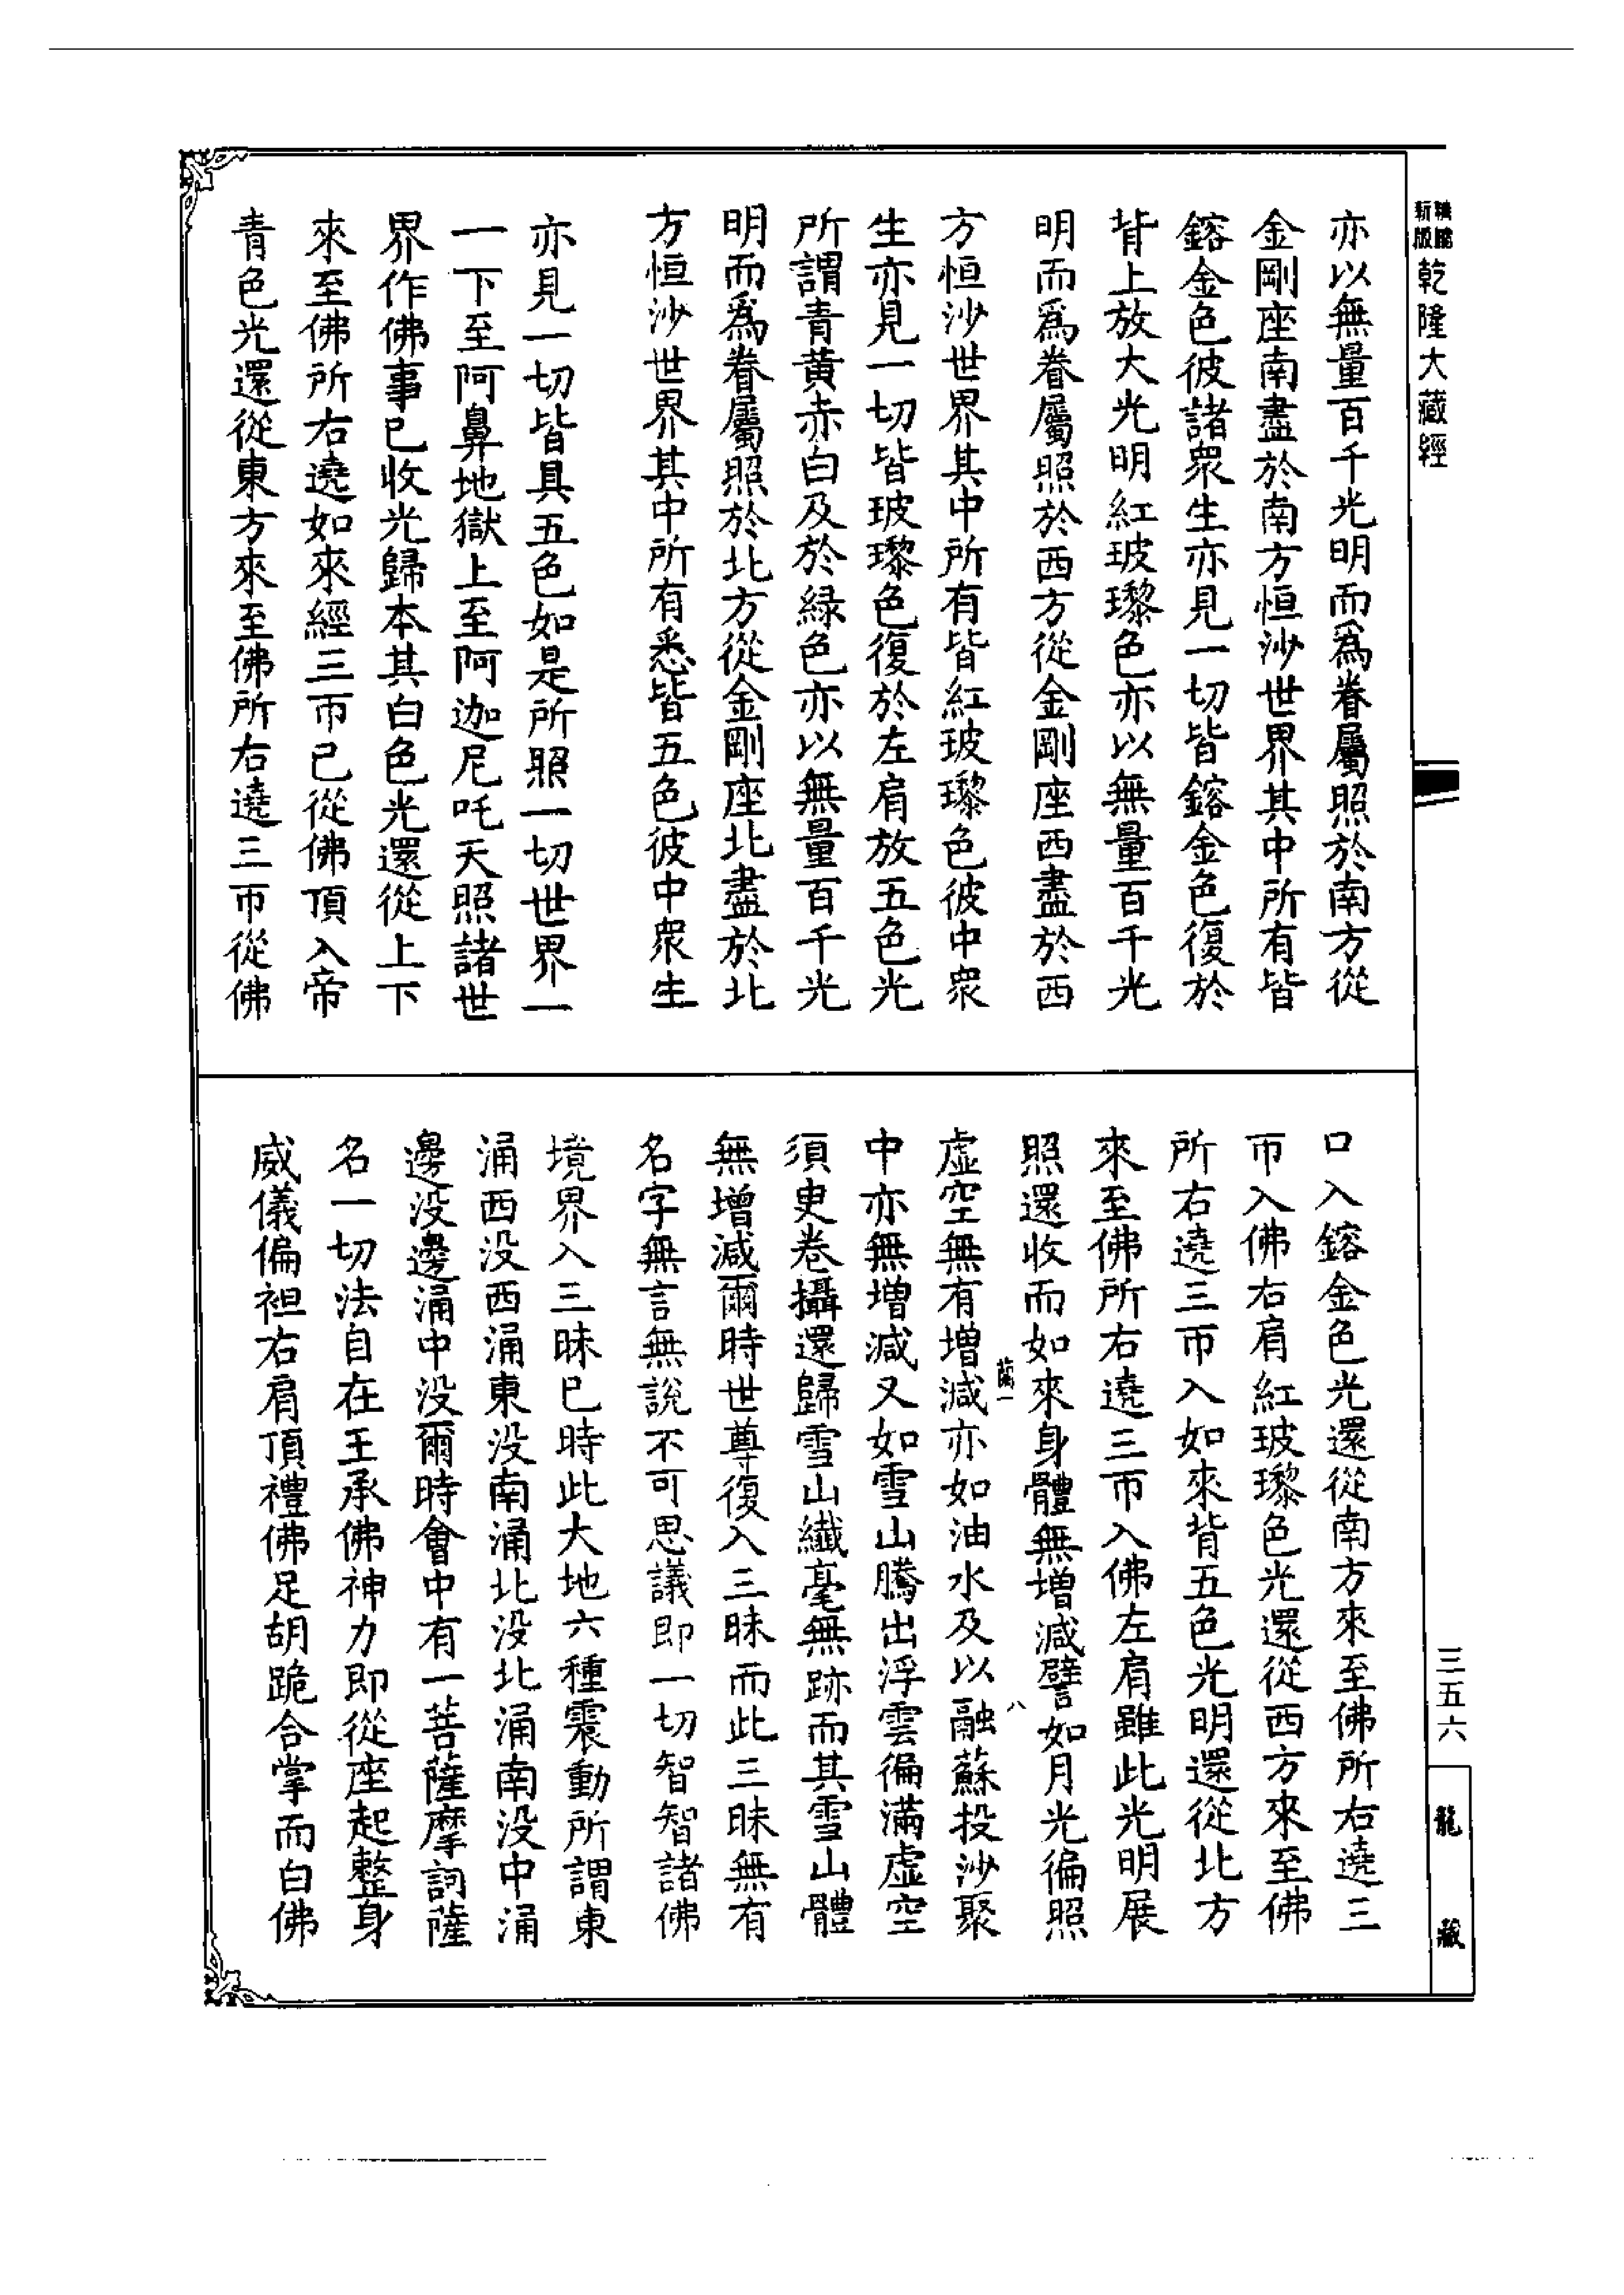 亦以無量百千光明而爲眷屬照於南方從
金剛座南盡於南方恒沙世界其中所有皆
鎔金色彼諸衆生亦見一切皆鎔金色復於
背上放大光明紅玻瓈色亦以無量百千光
明而爲眷屬照於西方從金剛座西盡於西
方恒沙世界其中所有皆紅玻瓈色彼中衆
生亦見一切皆玻瓈色復於左肩放五色光
所謂青黄赤白及於緑色亦以無量百千光
明而爲眷屬照於北方從金剛座北盡於北
方恒沙世界其中所有悉皆五色彼中衆生
亦見一切皆具五色如是所照一切世界一
一下至阿鼻地獄上至阿迦尼吒天照諸世
界作佛事已收光歸本其白色光還從上下
來至佛所右遶如來經三帀已從佛頂入帝
青色光還從東方來至佛所右遶三帀從佛
口入鎔金色光還從南方來至佛所右遶三
帀入佛右肩紅玻瓈色光還從西方來至佛
所右遶三帀入如來背五色光明還從北方
來至佛所右遶三帀入佛左肩雖此光明展
照還收而如來身體無增減譬如月光徧照
蘭一
八
虚空無有增減亦如油水及以融蘇投沙聚
中亦無增減又如雪山騰出浮雲徧滿虚空
須臾卷攝還歸雪山纖毫無跡而其雪山體
無增減爾時世尊復入三昧而此三昧無有
名字無言無說不可思議即一切智智諸佛
境界入三昧已時此大地六種震動所謂東
涌西没西涌東没南涌北没北涌南没中涌
邊没邊涌中没爾時會中有一菩薩摩訶薩
名一切法自在王承佛神力即從座起整身
威儀偏袒右肩頂禮佛足胡跪合掌而白佛
新版
乾隆大藏經
三五六
龍藏